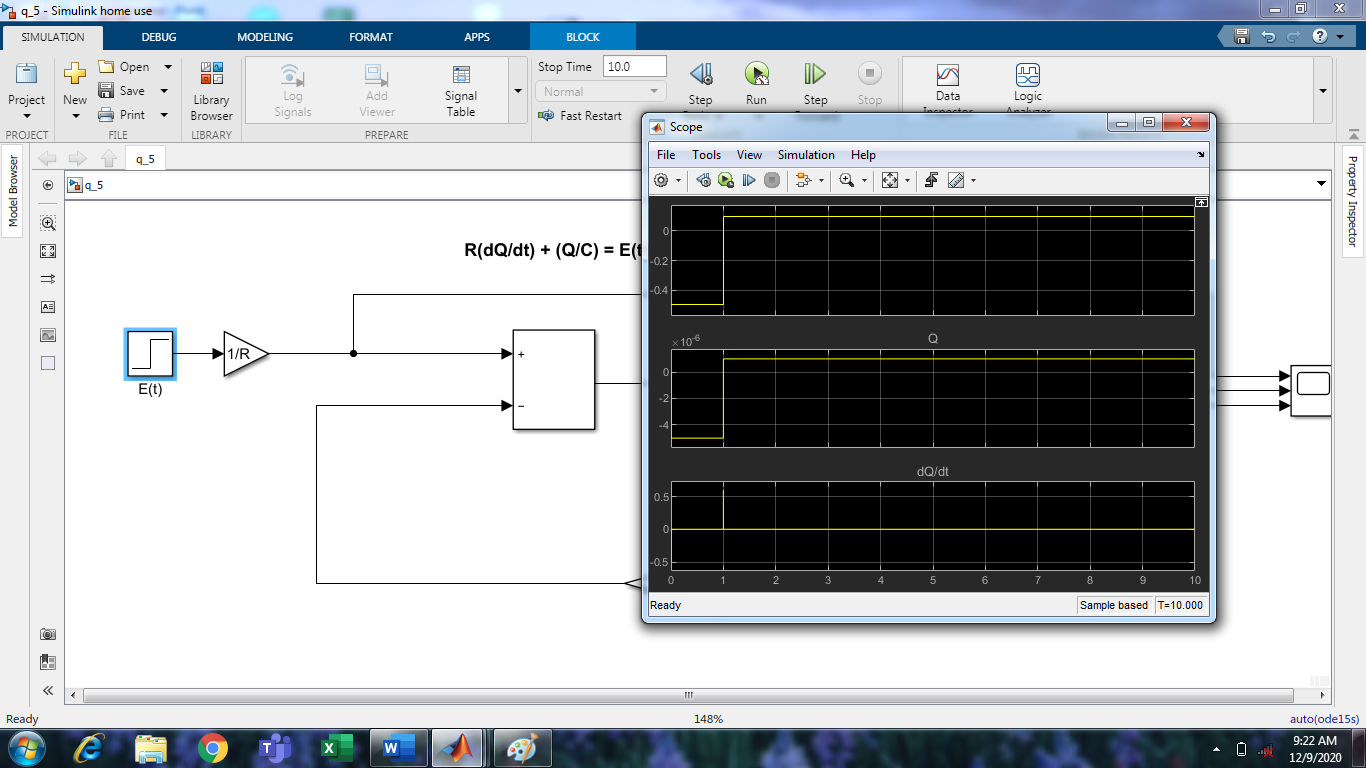 q_5 - Simulink home use
SIMULATION DEBUG MODELING FORMAT APPS BLOCK
Project
New
Open
Save
Print
Library
Browser
Log
Signals
Add
Viewer
Signal
Table
Stop Time 10.0
Normal
Fast Restart
Step
Run
Step
Stop
Data
Logic
PROJECT FILE LIBRARY PREPARE
q_5
q_5
Model Browser
Property Inspector
R(dQ/dt) + (Q/C) = E(t
E(t)
1/R
+
−
Scope
File Tools View Simulation Help
0
-0.2
-0.4
Q
×10-6
0
-2
-4
dQ/dt
0.5
0
-0.5
0 1 2 3 4 5 6 7 8 9 10
Ready Sample based T=10.000
Ready 148% auto(ode15s)
9:22 AM
12/9/2020